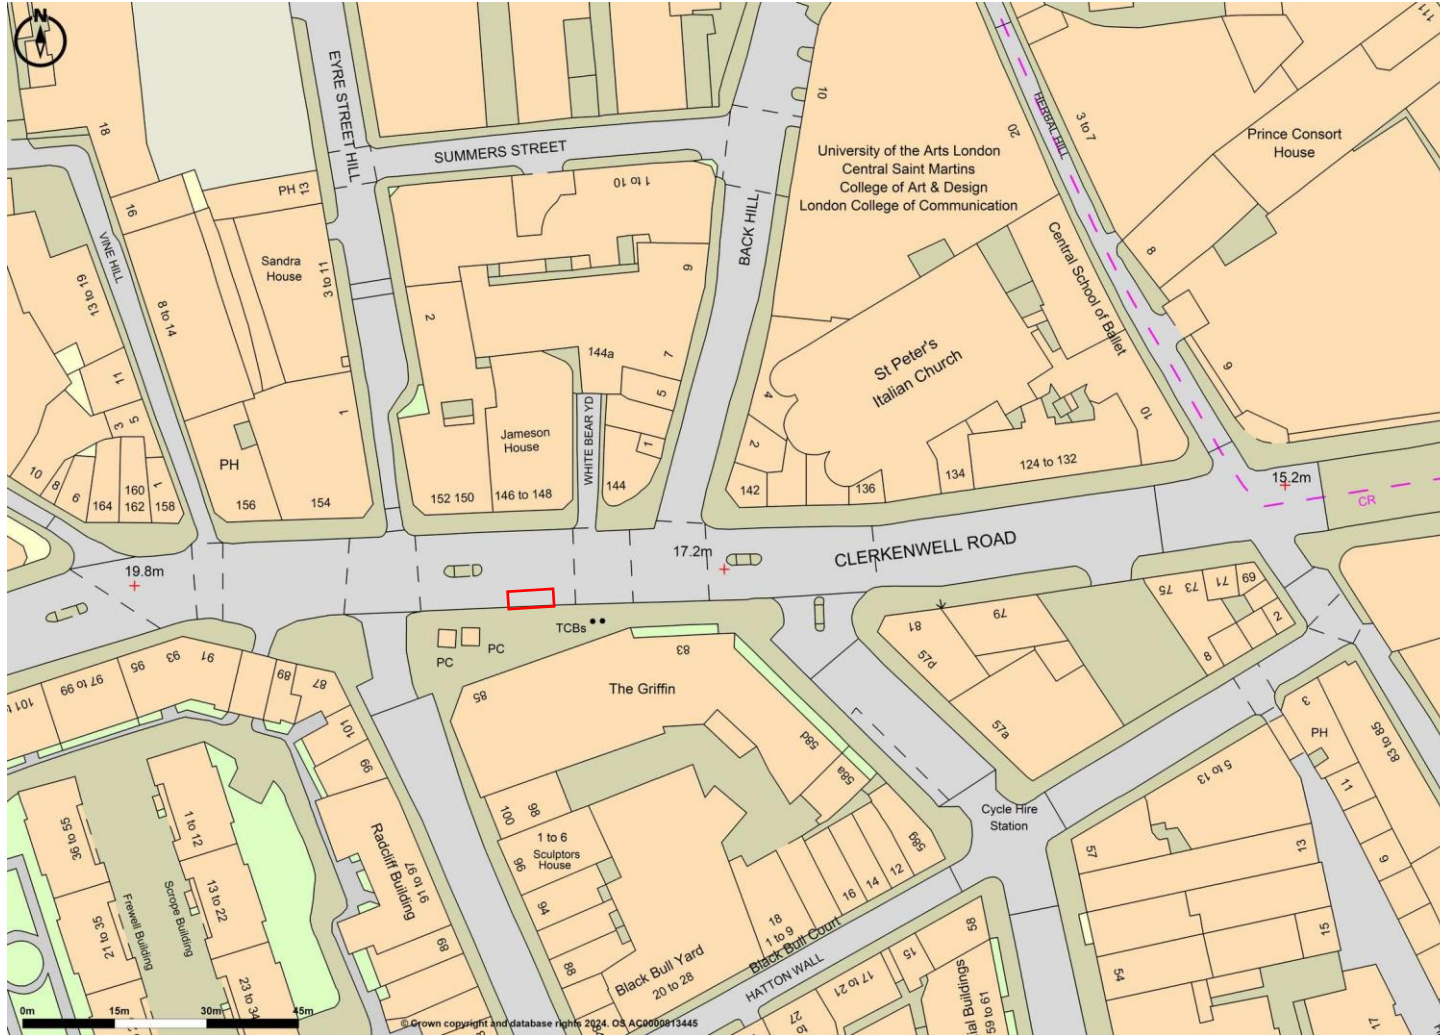 N
111
EYRE STREET HILL
18
10
HERBAL HILL
3 to 7
20
Prince Consort
House
SUMMERS STREET
University of the Arts London
Central Saint Martins
College of Art & Design
London College of Communication
PH 13
1 to 10
16
BACK HILL
VINE HILL
Sandra
House
3 to 11
Central School of Ballet
8
13 to 19
8 to 14
2
9
144a
7
St Peter's
Italian Church
9
11
5
3
5
4
10
1
WHITE BEAR YD
Jameson
House
1
2
PH
10
8
6
164
160
162
1
158
156
154
152 150
146 to 148
144
142
136
134
124 to 132
15.2m
CR
17.2m
CLERKENWELL ROAD
19.8m
TCBs
PC
PC
83
81
79
75
73
71
69
2
8
57d
57a
101 to
97 to 99
95
93
91
89
87
85
The Griffin
101
99
58d
58a
3
PH
83 to 85
5 to 13
11
9
36 to 55
1 to 12
Radcliff Building
91 to 97
100
98
1 to 6
Sculptors
House
96
94
Cycle Hire
Station
58g
12
14
16
57
13
13 to 22
Scrope Building
Frewell Building
21 to 35
23 to 34
89
88
18
1 to 9
Black Bull Court
Black Bull Yard
20 to 28
HATTON WALL
58
15
17 to 21
54
15
17
27
59 to 61
ial Buildings
0m
15m
30m
45m
© Crown copyright and database rights 2024. OS AC0000813445